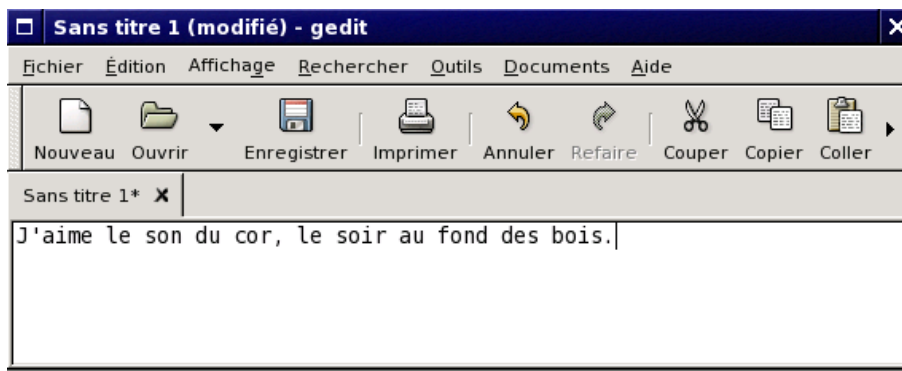 Sans titre 1 (modifié) - gedit
Fichier Édition Affichage Rechercher Outils Documents Aide
Nouveau Ouvrir Enregistrer Imprimer Annuler Refaire Couper Copier Coller
Sans titre 1*
J'aime le son du cor, le soir au fond des bois.